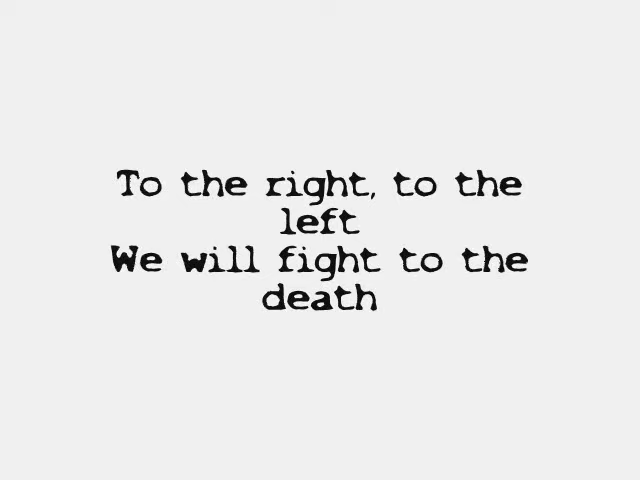 To the right, to the
left
We will fight to the
death